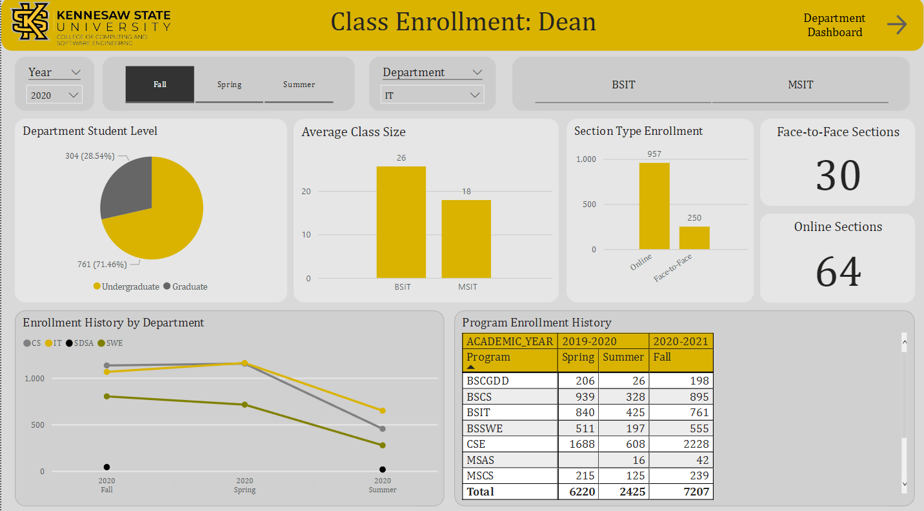 KENNESAW STATE
UNIVERSITY
COLLEGE OF COMPUTING AND
SOFTWARE ENGINEERING
Class Enrollment: Dean
Department
Dashboard
Year
2020
Fall
Spring
Summer
Department
IT
BSIT
MSIT
Department Student Level
304 (28.54%)
761 (71.46%)
Undergraduate Graduate
Average Class Size
26
18
20
10
0
BSIT MSIT
Section Type Enrollment
957
250
1,000
500
0
Online Face-to-Face
Face-to-Face Sections
30
Online Sections
64
Enrollment History by Department
CS IT SDSA SWE
1,000
500
0
2020 2020 2020
Fall Spring Summer
Program Enrollment History
ACADEMIC_YEAR 2019-2020 2020-2021
Program Spring Summer Fall
BSCGDD 206 26 198
BSCS 939 328 895
BSIT 840 425 761
BSSWE 511 197 555
CSE 1688 608 2228
MSAS 16 42
MSCS 215 125 239
Total 6220 2425 7207